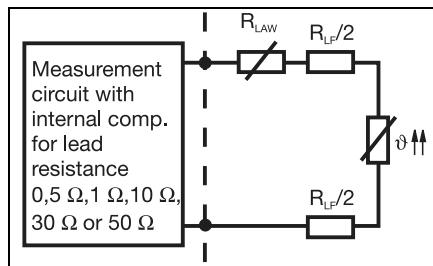 R_LAW
R_LF/2
Measurement
circuit with
internal comp.
for lead
resistance
0,5 Ω,1 Ω,10 Ω,
30 Ω or 50 Ω
ϑ
R_LF/2